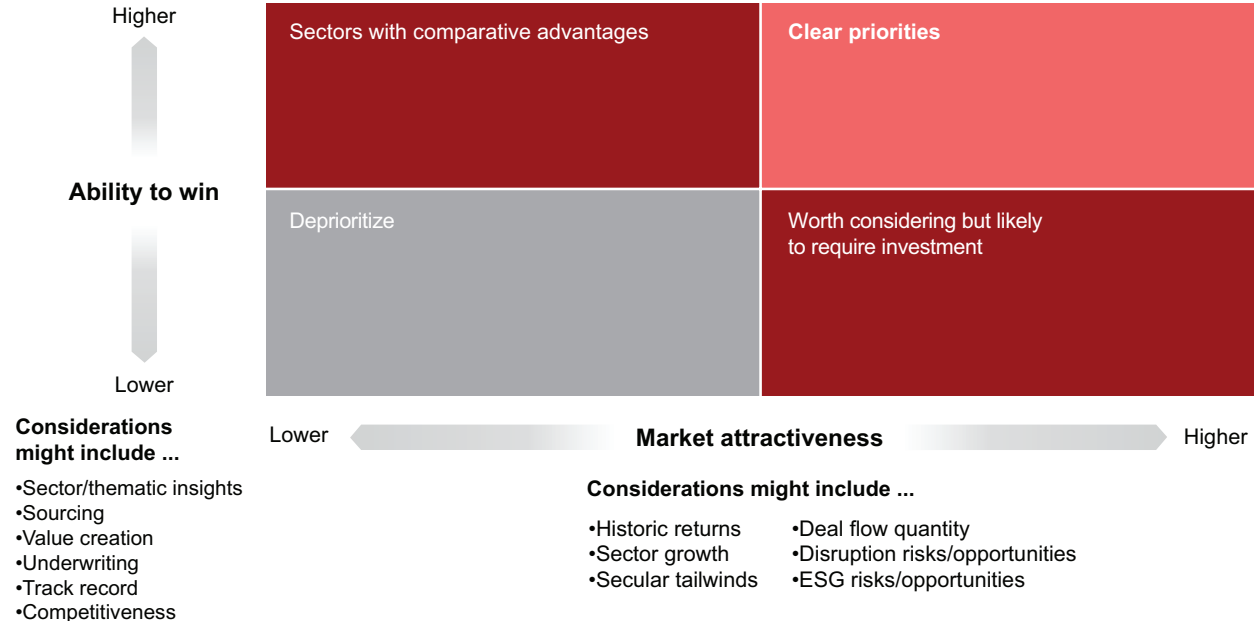 Higher
Ability to win
Lower
Sectors with comparative advantages
Clear priorities
Deprioritize
Worth considering but likely
to require investment
Considerations
might include ...
•Sector/thematic insights
•Sourcing
•Value creation
•Underwriting
•Track record
•Competitiveness
Lower
Market attractiveness
Higher
Considerations might include ...
•Historic returns
•Sector growth
•Secular tailwinds
•Deal flow quantity
•Disruption risks/opportunities
•ESG risks/opportunities